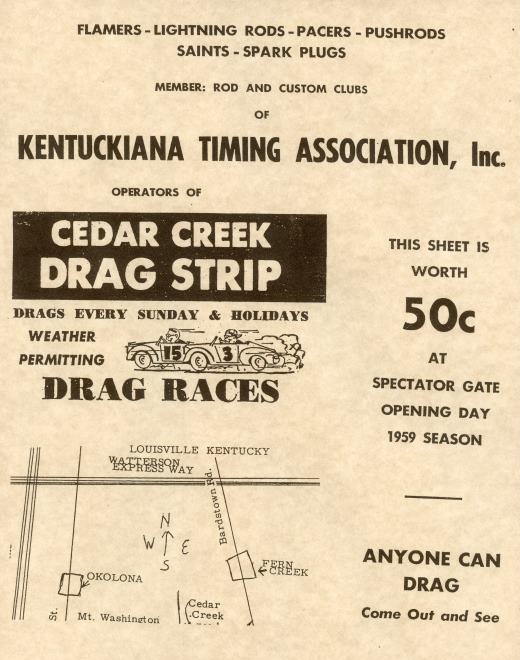 FLAMERS - LIGHTNING RODS - PACERS - PUSHRODS
SAINTS - SPARK PLUGS
MEMBER: ROD AND CUSTOM CLUBS
OF
KENTUCKIANA TIMING ASSOCIATION, Inc.
OPERATORS OF
CEDAR CREEK
DRAG STRIP
DRAGS EVERY SUNDAY & HOLIDAYS
WEATHER
PERMITTING
15 3
DRAG RACES
THIS SHEET IS
WORTH
50c
AT
SPECTATOR GATE
OPENING DAY
1959 SEASON
ANYONE CAN
DRAG
Come Out and See
LOUISVILLE KENTUCKY
WATTERSON
EXPRESS WAY
Bardstown Rd.
N
W E
S
OKOLONA
FERN
CREEK
St.
Mt. Washington
Cedar
Creek